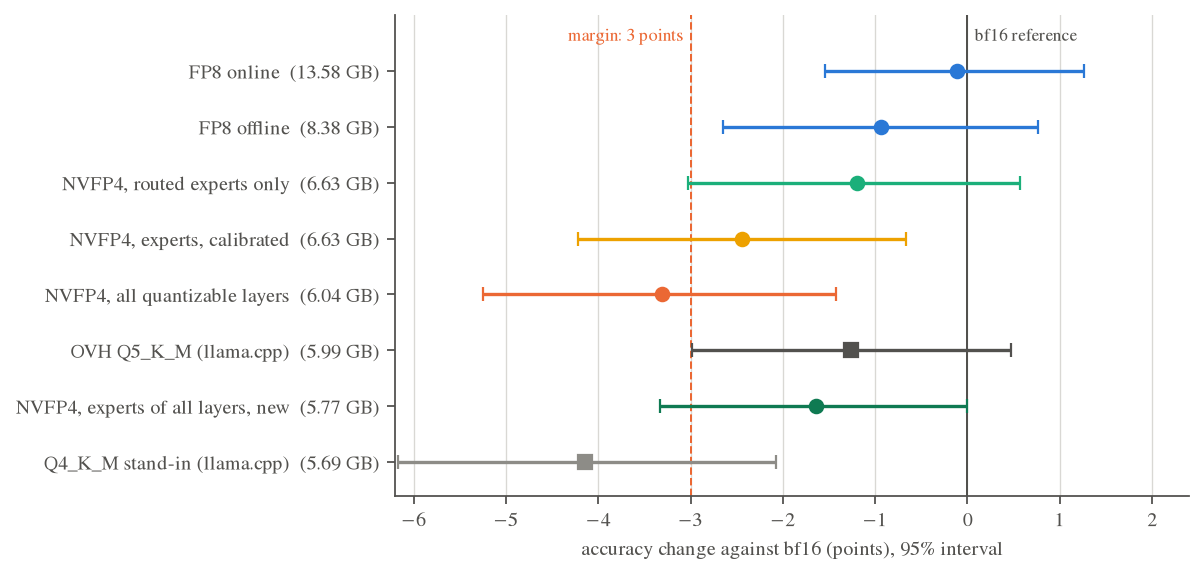 margin: 3 points
bf16 reference
FP8 online (13.58 GB)
FP8 offline (8.38 GB)
NVFP4, routed experts only (6.63 GB)
NVFP4, experts, calibrated (6.63 GB)
NVFP4, all quantizable layers (6.04 GB)
OVH Q5_K_M (llama.cpp) (5.99 GB)
NVFP4, experts of all layers, new (5.77 GB)
Q4_K_M stand-in (llama.cpp) (5.69 GB)
−6 −5 −4 −3 −2 −1 0 1 2
accuracy change against bf16 (points), 95% interval